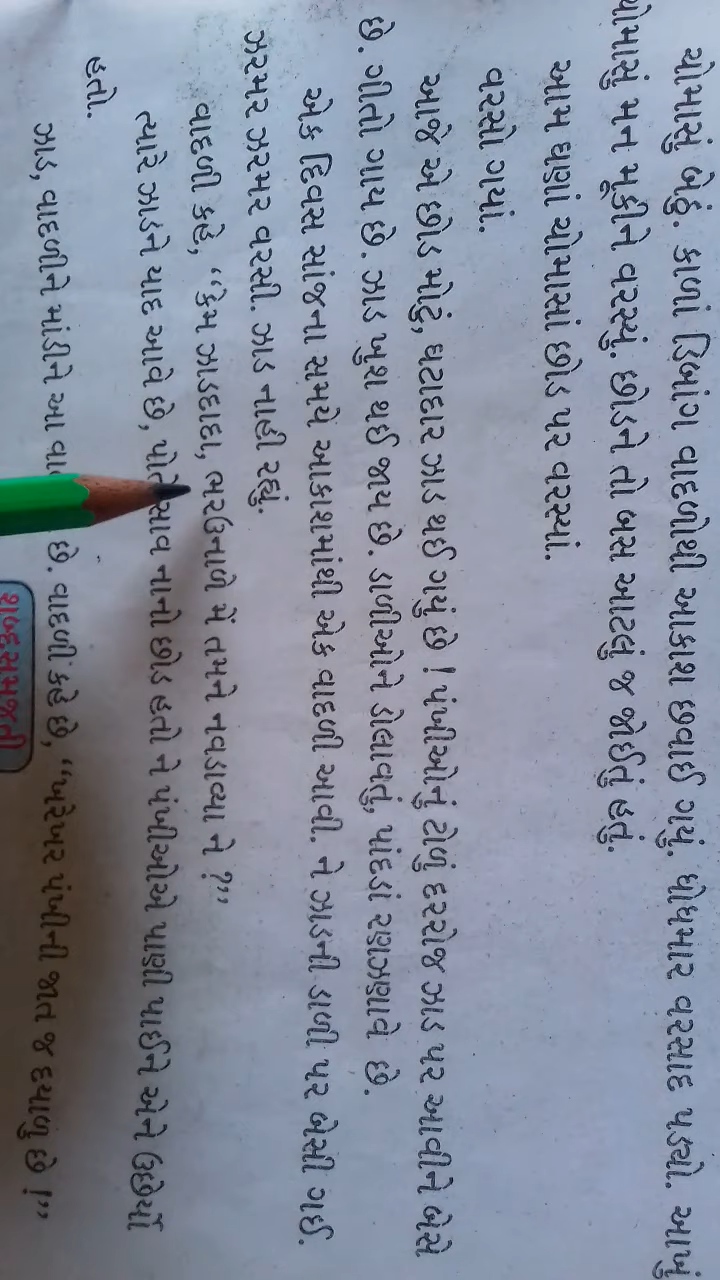 ચોમાસું બેઠું. કાળાં ડિબાંગ વાદળોથી આકાશ છવાઈ ગયું. ધોધમાર વરસાદ પડ્યો. આખું
ચોમાસું મન મૂકીને વરસ્યું. છોડને તો બસ આટલું જ જોઈતું હતું.
આમ ઘણાં ચોમાસાં છોડ પર વરસ્યાં.
વરસો ગયાં.
આજે એ છોડ મોટું, ઘટાદાર ઝાડ થઈ ગયું છે ! પંખીઓનું ટોળું દરરોજ ઝાડ પર આવીને બેસે
છે. ગીતો ગાય છે. ઝાડ ખુશ થઈ જાય છે. ડાળીઓને ડોલાવતું, પાંદડાં રણઝણાવે છે.
એક દિવસ સાંજના સમયે આકાશમાંથી એક વાદળી આવી. ને ઝાડની ડાળી પર બેસી ગઈ.
ઝરમર ઝરમર વરસી. ઝાડ નાહી રહ્યું.
વાદળી કહે, “કેમ ઝાડદાદા, ભરઉનાળે મેં તમને નવડાવ્યા ને ?”
ત્યારે ઝાડને યાદ આવે છે, સાવ નાનો છોડ હતો ને પંખીઓએ પાણી પાઈને એને ઉછેર્યો
હતો.
ઝાડ, વાદળીને માંડીને આ છે. વાદળી કહે છે, “ખરેખર પંખીની જાત જ દયાળુ છે !”
શબ્દસમજૂતી